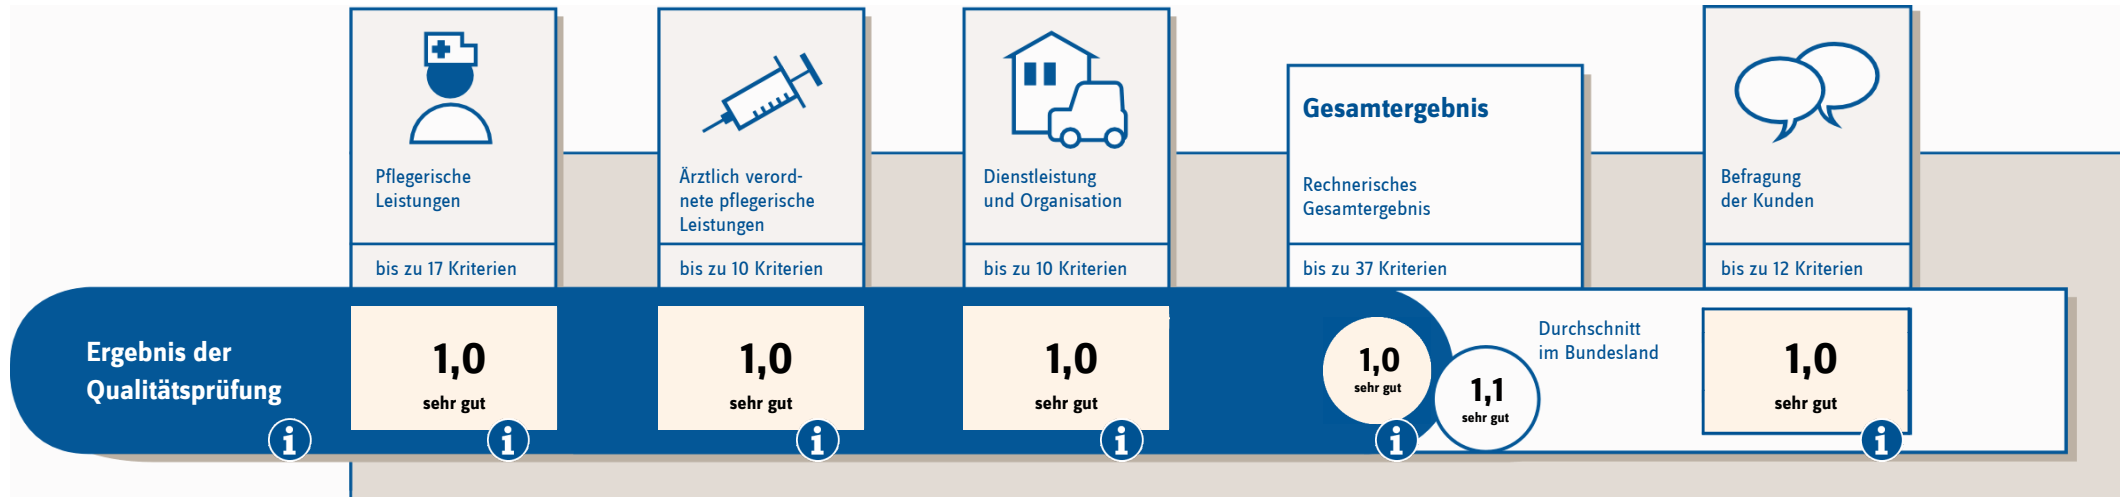 Pflegerische
Leistungen
bis zu 17 Kriterien
Ärztlich verord-
nete pflegerische
Leistungen
bis zu 10 Kriterien
Dienstleistung
und Organisation
bis zu 10 Kriterien
Gesamtergebnis
Rechnerisches
Gesamtergebnis
bis zu 37 Kriterien
Befragung
der Kunden
bis zu 12 Kriterien
Ergebnis der
Qualitätsprüfung
i
1,0
sehr gut
i
1,0
sehr gut
i
1,0
sehr gut
i
1,0
sehr gut
i
1,1
sehr gut
Durchschnitt
im Bundesland
1,0
sehr gut
i